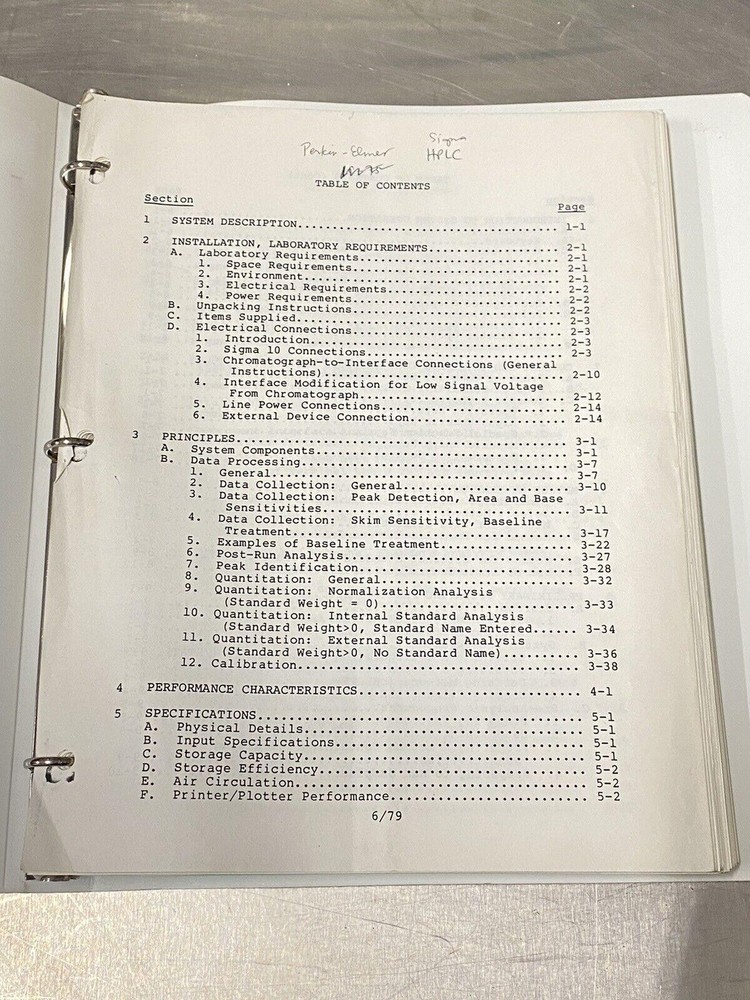 Sigma
Perkin-Elmer HPLC
TABLE OF CONTENTS
Section Page
1 SYSTEM DESCRIPTION.................................... 1-1
2 INSTALLATION, LABORATORY REQUIREMENTS.................. 2-1
A. Laboratory Requirements............................ 2-1
1. Space Requirements............................. 2-1
2. Environment.................................... 2-1
3. Electrical Requirements........................ 2-2
4. Power Requirements............................. 2-2
B. Unpacking Instructions............................. 2-2
C. Items Supplied..................................... 2-3
D. Electrical Connections............................. 2-3
1. Introduction................................... 2-3
2. Sigma 10 Connections........................... 2-3
3. Chromatograph-to-Interface Connections (General
Instructions).................................. 2-10
4. Interface Modification for Low Signal Voltage
From Chromatograph............................. 2-12
5. Line Power Connections......................... 2-14
6. External Device Connection..................... 2-14
3 PRINCIPLES............................................. 3-1
A. System Components.................................. 3-1
B. Data Processing.................................... 3-7
1. General........................................ 3-7
2. Data Collection: General....................... 3-10
3. Data Collection: Peak Detection, Area and Base
Sensitivities.................................. 3-11
4. Data Collection: Skim Sensitivity, Baseline
Treatment...................................... 3-17
5. Examples of Baseline Treatment................. 3-22
6. Post-Run Analysis.............................. 3-27
7. Peak Identification............................ 3-28
8. Quantitation: General.......................... 3-32
9. Quantitation: Normalization Analysis
(Standard Weight = 0).......................... 3-33
10. Quantitation: Internal Standard Analysis
(Standard Weight>0, Standard Name Entered...... 3-34
11. Quantitation: External Standard Analysis
(Standard Weight>0, No Standard Name).......... 3-36
12. Calibration.................................... 3-38
4 PERFORMANCE CHARACTERISTICS............................ 4-1
5 SPECIFICATIONS......................................... 5-1
A. Physical Details................................... 5-1
B. Input Specifications............................... 5-1
C. Storage Capacity................................... 5-1
D. Storage Efficiency................................. 5-2
E. Air Circulation.................................... 5-2
F. Printer/Plotter Performance........................ 5-2
6/79